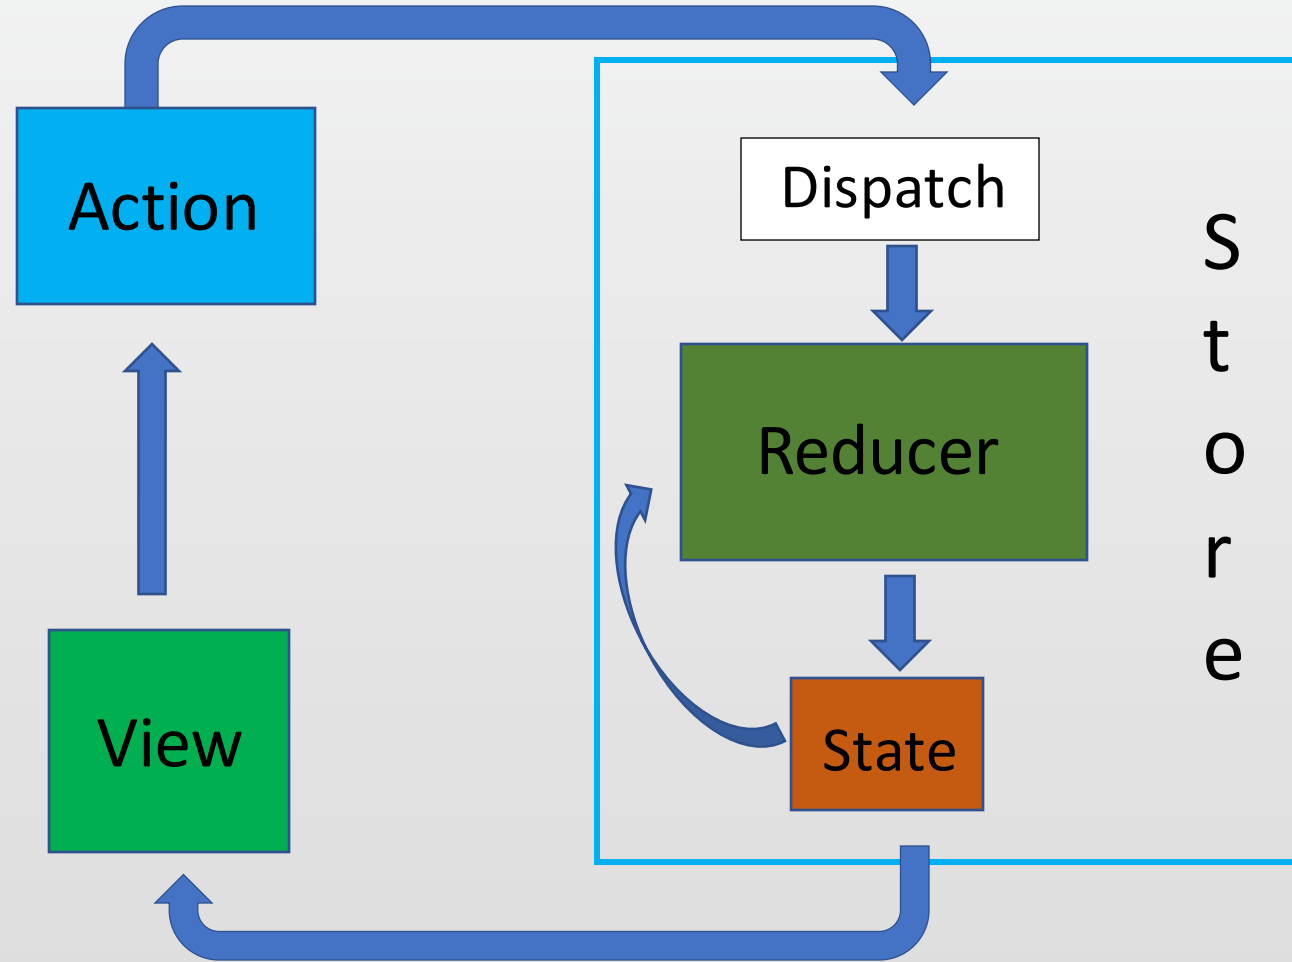 Action
Dispatch
Reducer
View
State
S
t
o
r
e